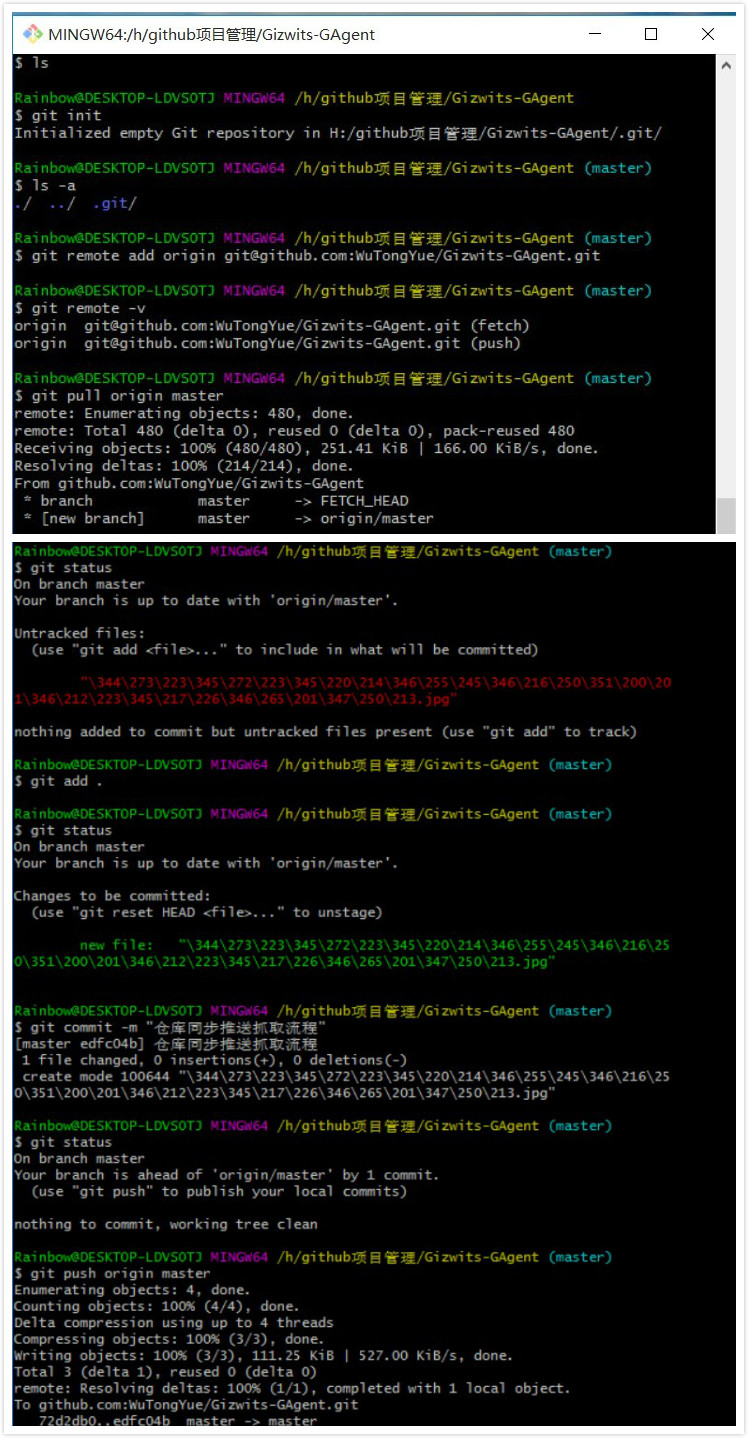 MINGW64:/h/github项目管理/Gizwits-GAgent
$ ls
Rainbow@DESKTOP-LDVSOTJ MINGW64 /h/github项目管理/Gizwits-GAgent
$ git init
Initialized empty Git repository in H:/github项目管理/Gizwits-GAgent/.git/
Rainbow@DESKTOP-LDVSOTJ MINGW64 /h/github项目管理/Gizwits-GAgent (master)
$ ls -a
./  ../  .git/
Rainbow@DESKTOP-LDVSOTJ MINGW64 /h/github项目管理/Gizwits-GAgent (master)
$ git remote add origin git@github.com:WuTongYue/Gizwits-GAgent.git
Rainbow@DESKTOP-LDVSOTJ MINGW64 /h/github项目管理/Gizwits-GAgent (master)
$ git remote -v
origin  git@github.com:WuTongYue/Gizwits-GAgent.git (fetch)
origin  git@github.com:WuTongYue/Gizwits-GAgent.git (push)
Rainbow@DESKTOP-LDVSOTJ MINGW64 /h/github项目管理/Gizwits-GAgent (master)
$ git pull origin master
remote: Enumerating objects: 480, done.
remote: Total 480 (delta 0), reused 0 (delta 0), pack-reused 480
Receiving objects: 100% (480/480), 251.41 KiB | 166.00 KiB/s, done.
Resolving deltas: 100% (214/214), done.
From github.com:WuTongYue/Gizwits-GAgent
 * branch            master     -> FETCH_HEAD
 * [new branch]      master     -> origin/master
Rainbow@DESKTOP-LDVSOTJ MINGW64 /h/github项目管理/Gizwits-GAgent (master)
$ git status
On branch master
Your branch is up to date with 'origin/master'.
Untracked files:
  (use "git add <file>..." to include in what will be committed)
        "\344\273\223\345\272\223\345\220\214\346\255\245\346\216\250\351\200\20
1\346\212\223\345\217\226\346\265\201\347\250\213.jpg"
nothing added to commit but untracked files present (use "git add" to track)
Rainbow@DESKTOP-LDVSOTJ MINGW64 /h/github项目管理/Gizwits-GAgent (master)
$ git add .
Rainbow@DESKTOP-LDVSOTJ MINGW64 /h/github项目管理/Gizwits-GAgent (master)
$ git status
On branch master
Your branch is up to date with 'origin/master'.
Changes to be committed:
  (use "git reset HEAD <file>..." to unstage)
        new file:   "\344\273\223\345\272\223\345\220\214\346\255\245\346\216\25
0\351\200\201\346\212\223\345\217\226\346\265\201\347\250\213.jpg"
Rainbow@DESKTOP-LDVSOTJ MINGW64 /h/github项目管理/Gizwits-GAgent (master)
$ git commit -m "仓库同步推送抓取流程"
[master edfc04b] 仓库同步推送抓取流程
 1 file changed, 0 insertions(+), 0 deletions(-)
 create mode 100644 "\344\273\223\345\272\223\345\220\214\346\255\245\346\216\25
0\351\200\201\346\212\223\345\217\226\346\265\201\347\250\213.jpg"
Rainbow@DESKTOP-LDVSOTJ MINGW64 /h/github项目管理/Gizwits-GAgent (master)
$ git status
On branch master
Your branch is ahead of 'origin/master' by 1 commit.
  (use "git push" to publish your local commits)
nothing to commit, working tree clean
Rainbow@DESKTOP-LDVSOTJ MINGW64 /h/github项目管理/Gizwits-GAgent (master)
$ git push origin master
Enumerating objects: 4, done.
Counting objects: 100% (4/4), done.
Delta compression using up to 4 threads
Compressing objects: 100% (3/3), done.
Writing objects: 100% (3/3), 111.25 KiB | 527.00 KiB/s, done.
Total 3 (delta 1), reused 0 (delta 0)
remote: Resolving deltas: 100% (1/1), completed with 1 local object.
To github.com:WuTongYue/Gizwits-GAgent.git
   72d2db0..edfc04b  master -> master